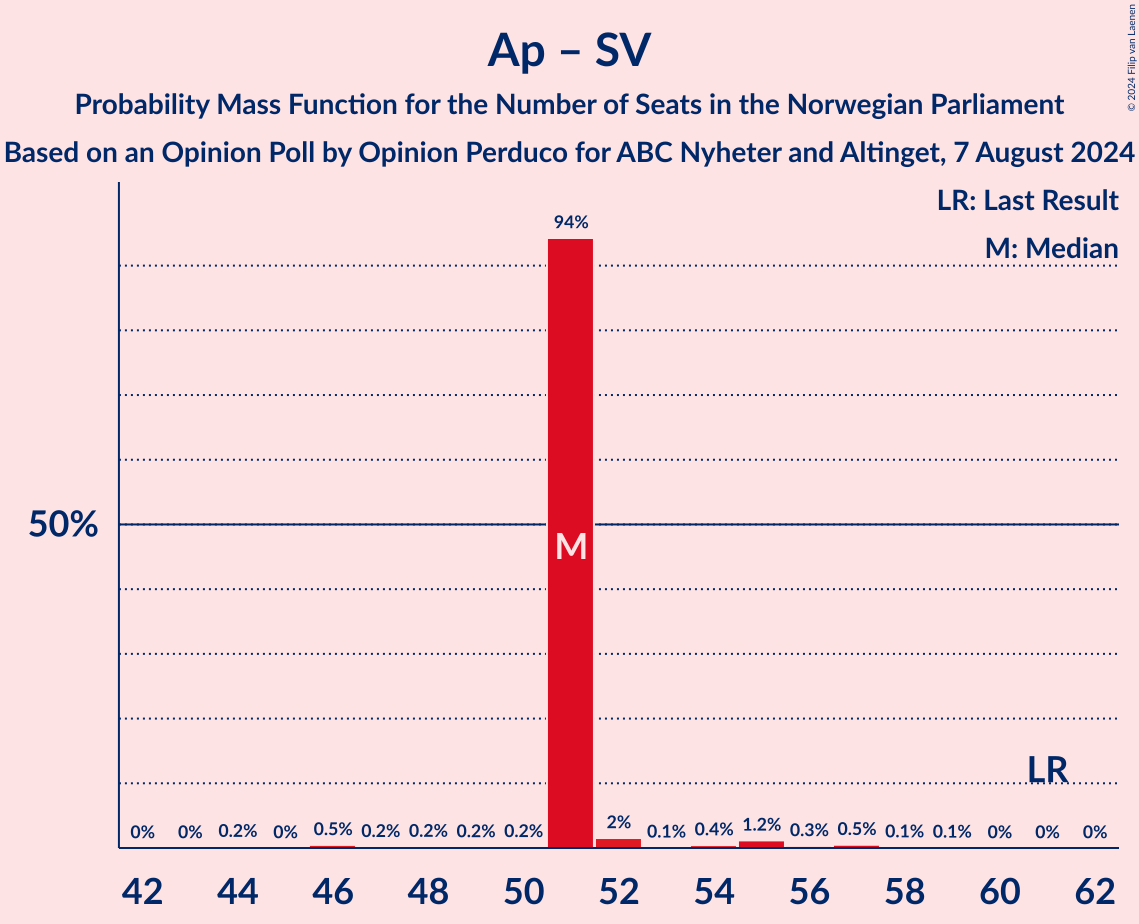 Ap – SV
Probability Mass Function for the Number of Seats in the Norwegian Parliament
Based on an Opinion Poll by Opinion Perduco for ABC Nyheter and Altinget, 7 August 2024
© 2024 Filip van Laenen
LR: Last Result
M: Median
94%
50%
M
LR
0% 0% 0.2% 0% 0.5% 0.2% 0.2% 0.2% 0.2% 2% 0.1% 0.4% 1.2% 0.3% 0.5% 0.1% 0.1% 0% 0% 0%
42 44 46 48 50 52 54 56 58 60 62